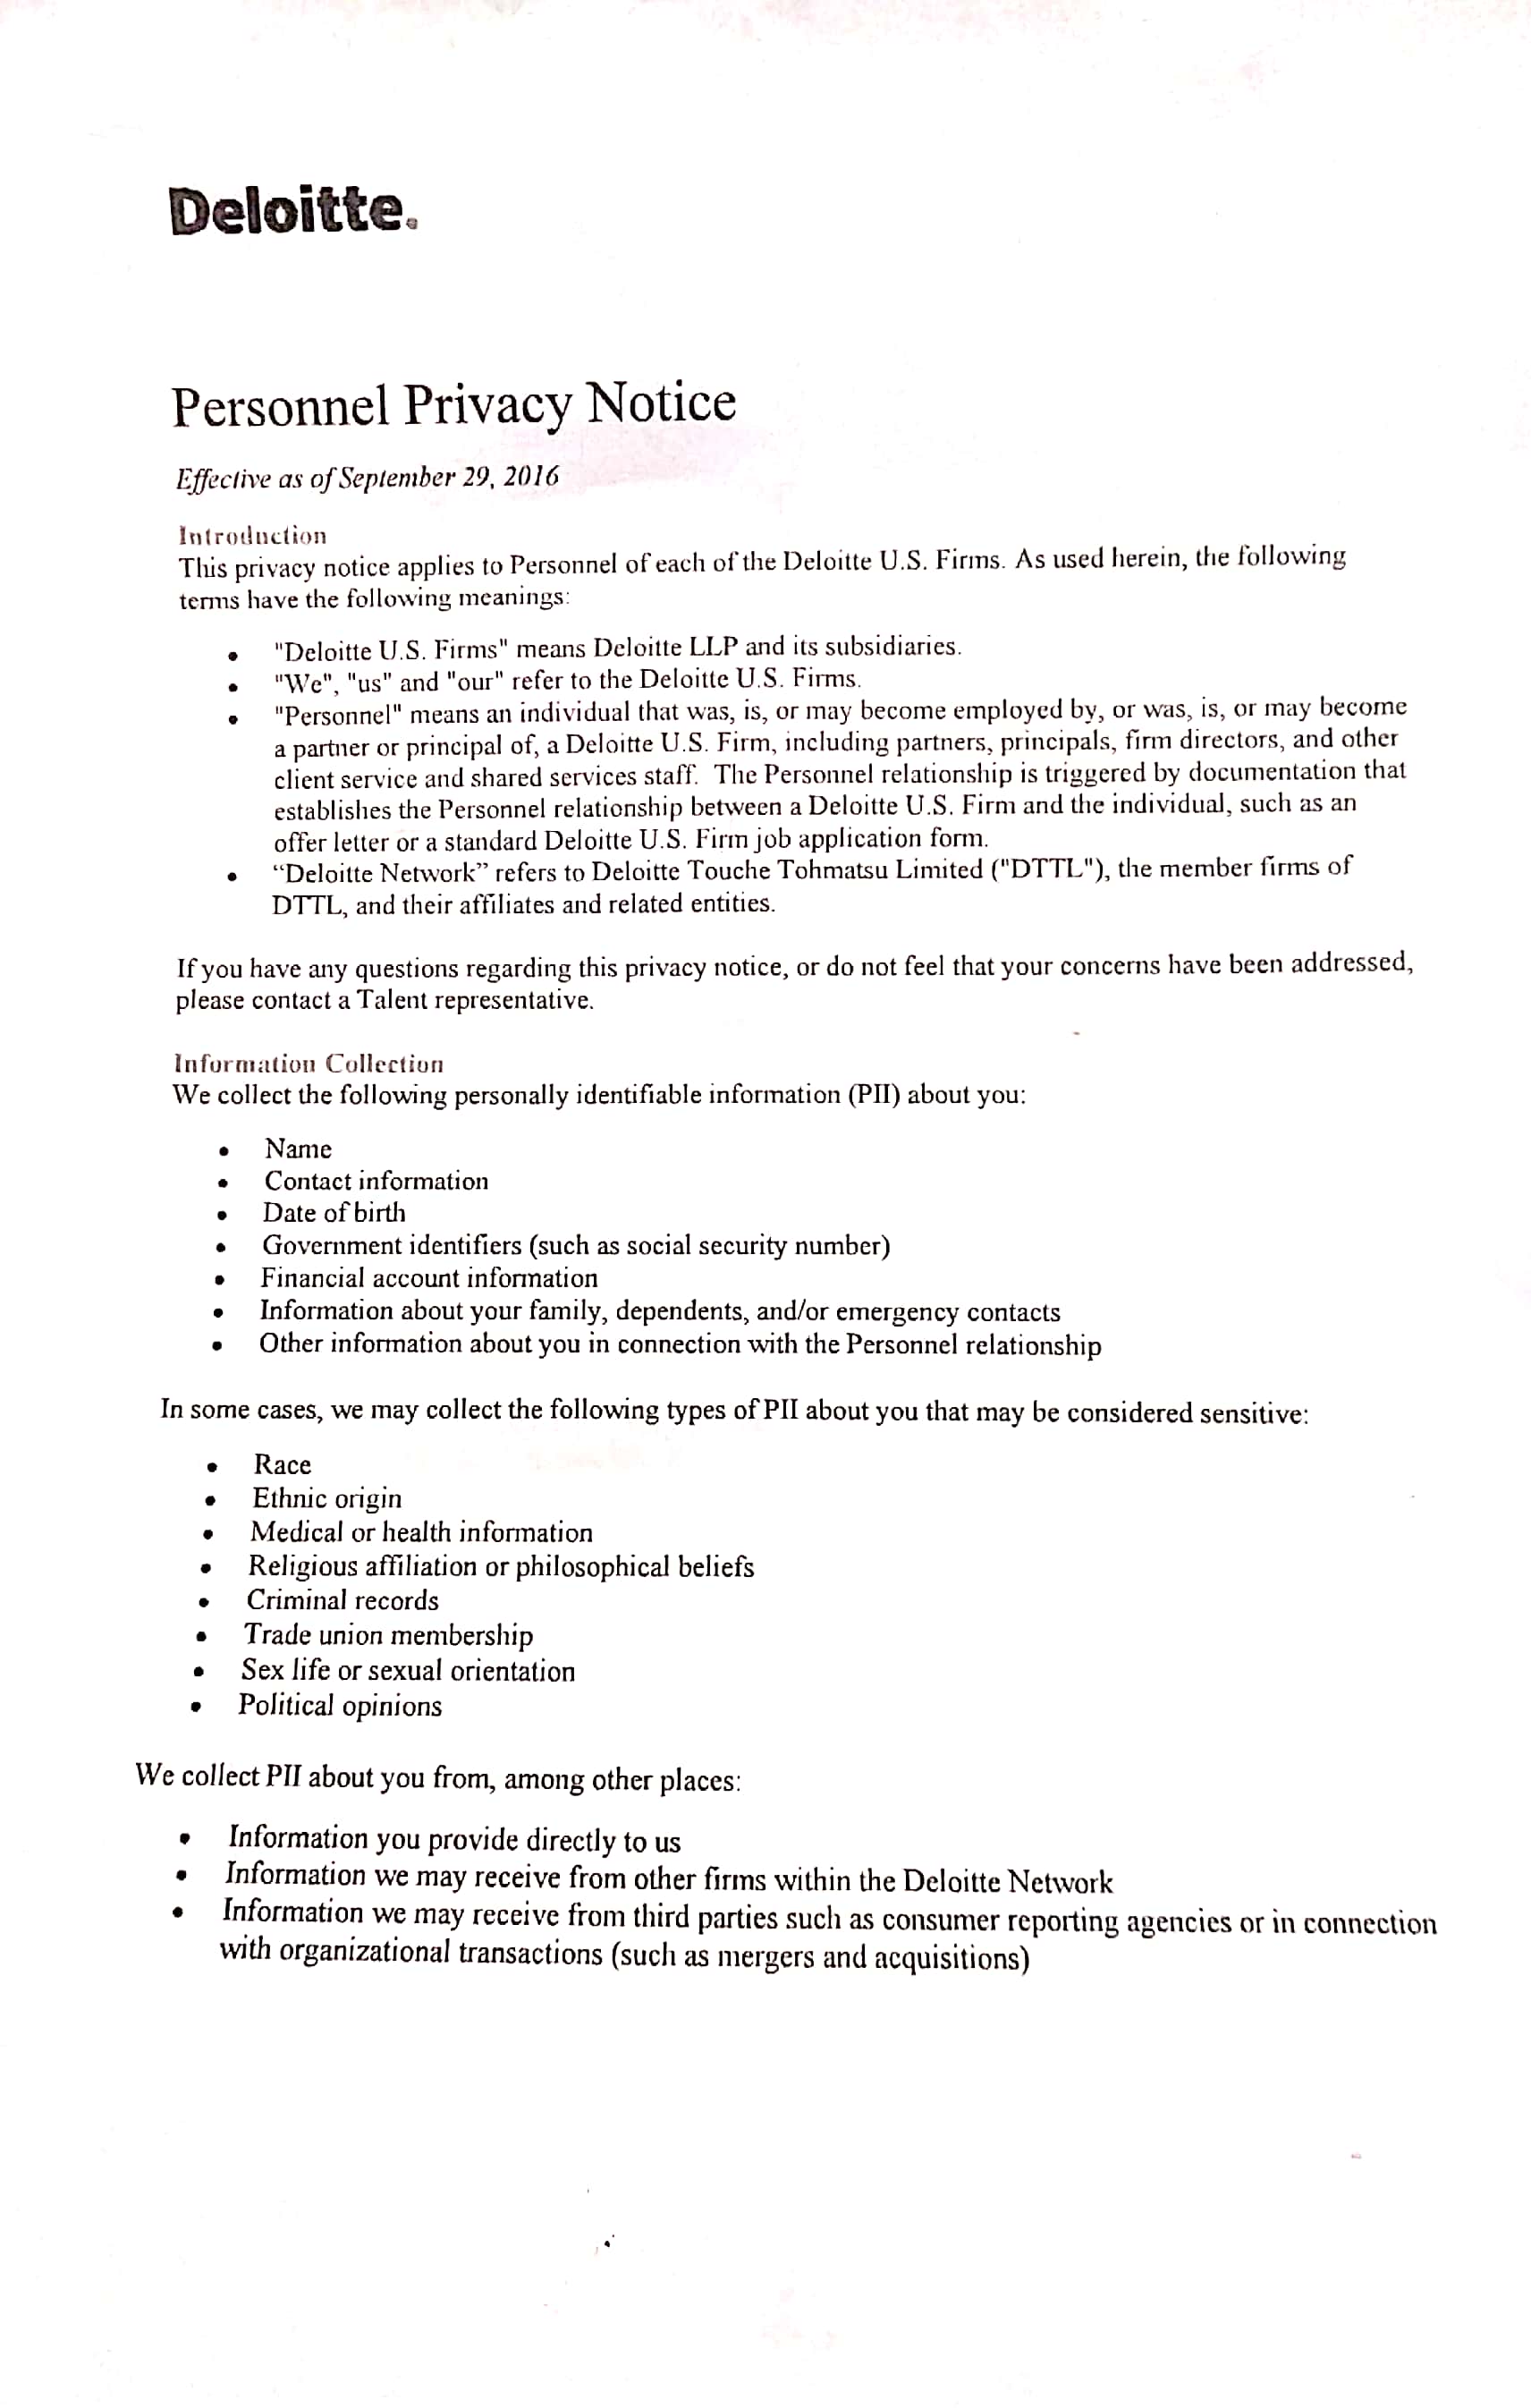 Deloitte.
Personnel Privacy Notice
Effective as of September 29, 2016
Introduction
This privacy notice applies to Personnel of each of the Deloitte U.S. Firms. As used herein, the following
terms have the following meanings:
• "Deloitte U.S. Firms" means Deloitte LLP and its subsidiaries.
• "We", "us" and "our" refer to the Deloitte U.S. Firms.
• "Personnel" means an individual that was, is, or may become employed by, or was, is, or may become
a partner or principal of, a Deloitte U.S. Firm, including partners, principals, firm directors, and other
client service and shared services staff. The Personnel relationship is triggered by documentation that
establishes the Personnel relationship between a Deloitte U.S. Firm and the individual, such as an
offer letter or a standard Deloitte U.S. Firm job application form.
• “Deloitte Network” refers to Deloitte Touche Tohmatsu Limited ("DTTL"), the member firms of
DTTL, and their affiliates and related entities.
If you have any questions regarding this privacy notice, or do not feel that your concerns have been addressed,
please contact a Talent representative.
Information Collection
We collect the following personally identifiable information (PII) about you:
• Name
• Contact information
• Date of birth
• Government identifiers (such as social security number)
• Financial account information
• Information about your family, dependents, and/or emergency contacts
• Other information about you in connection with the Personnel relationship
In some cases, we may collect the following types of PII about you that may be considered sensitive:
• Race
• Ethnic origin
• Medical or health information
• Religious affiliation or philosophical beliefs
• Criminal records
• Trade union membership
• Sex life or sexual orientation
• Political opinions
We collect PII about you from, among other places:
• Information you provide directly to us
• Information we may receive from other firms within the Deloitte Network
• Information we may receive from third parties such as consumer reporting agencies or in connection
with organizational transactions (such as mergers and acquisitions)